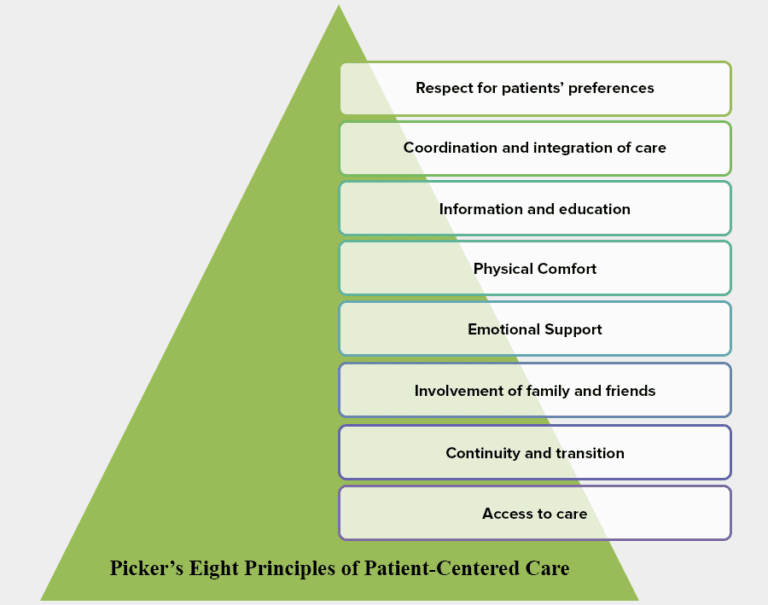 Respect for patients’ preferences
Coordination and integration of care
Information and education
Physical Comfort
Emotional Support
Involvement of family and friends
Continuity and transition
Access to care
Picker’s Eight Principles of Patient-Centered Care